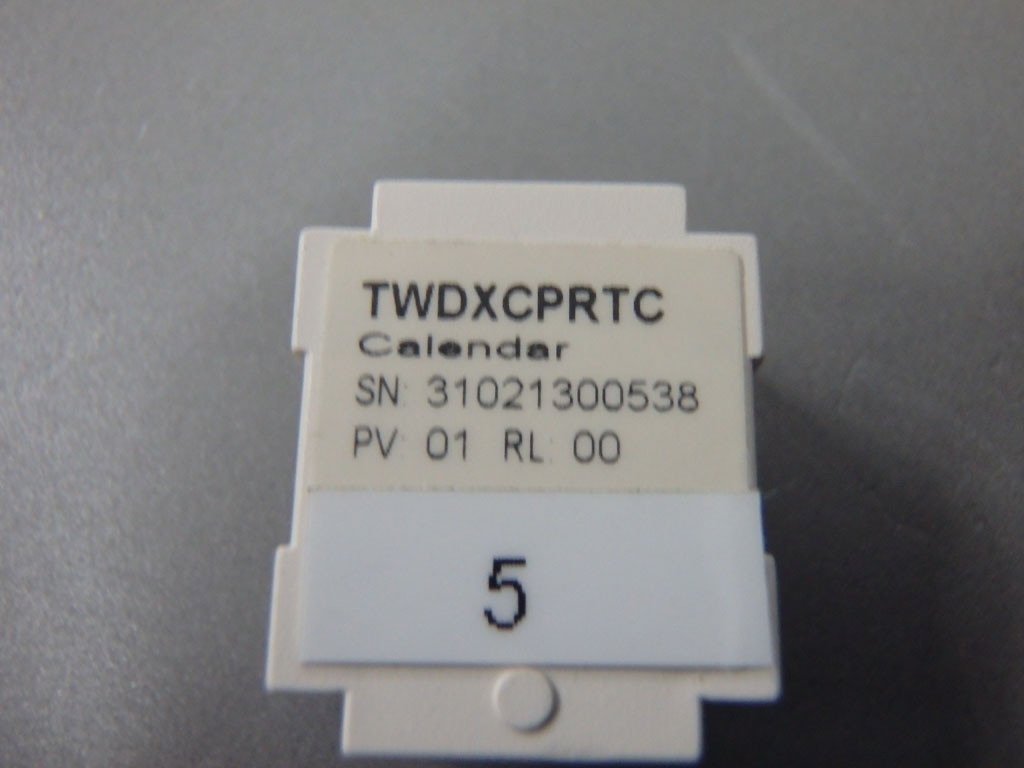 TWDXCPRTC
Calendar
SN: 31021300538
PV: 01 RL: 00
5